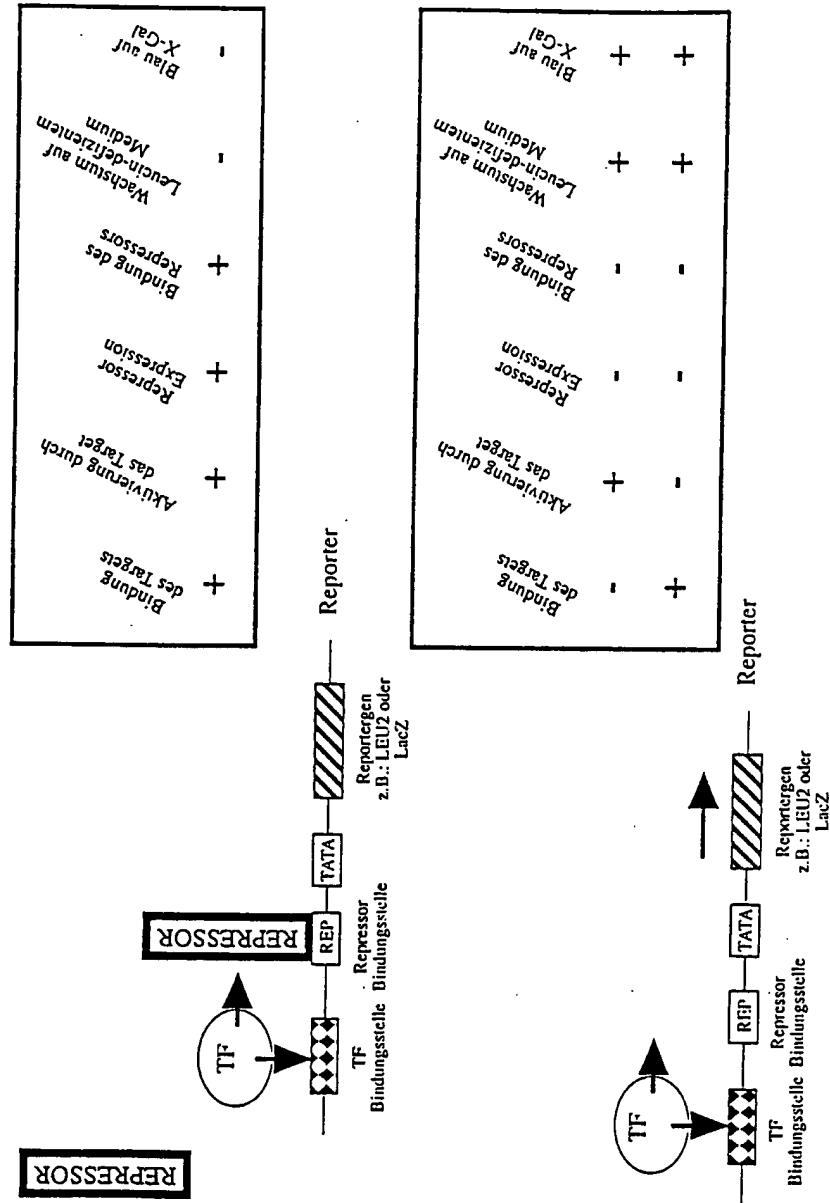 REPRESSOR
REPRESSOR
TF
REP
TATA
Reporter
TF
Bindungsstelle
Repressor
Bindungsstelle
Reportergen
z.B.: LEU2 oder
LacZ
Bindung
des Targets
Aktivierung durch
das Target
Repressor
Expression
Bindung des
Repressors
Wachstum auf
Leucin-defizientem
Medium
Blau auf
X-Gal
+ + + + - -
TF
REP
TATA
Reporter
TF
Bindungsstelle
Repressor
Bindungsstelle
Reportergen
z.B.: LEU2 oder
LacZ
Bindung
des Targets
Aktivierung durch
das Target
Repressor
Expression
Bindung des
Repressors
Wachstum auf
Leucin-defizientem
Medium
Blau auf
X-Gal
- + - - + +
+ - - - + +